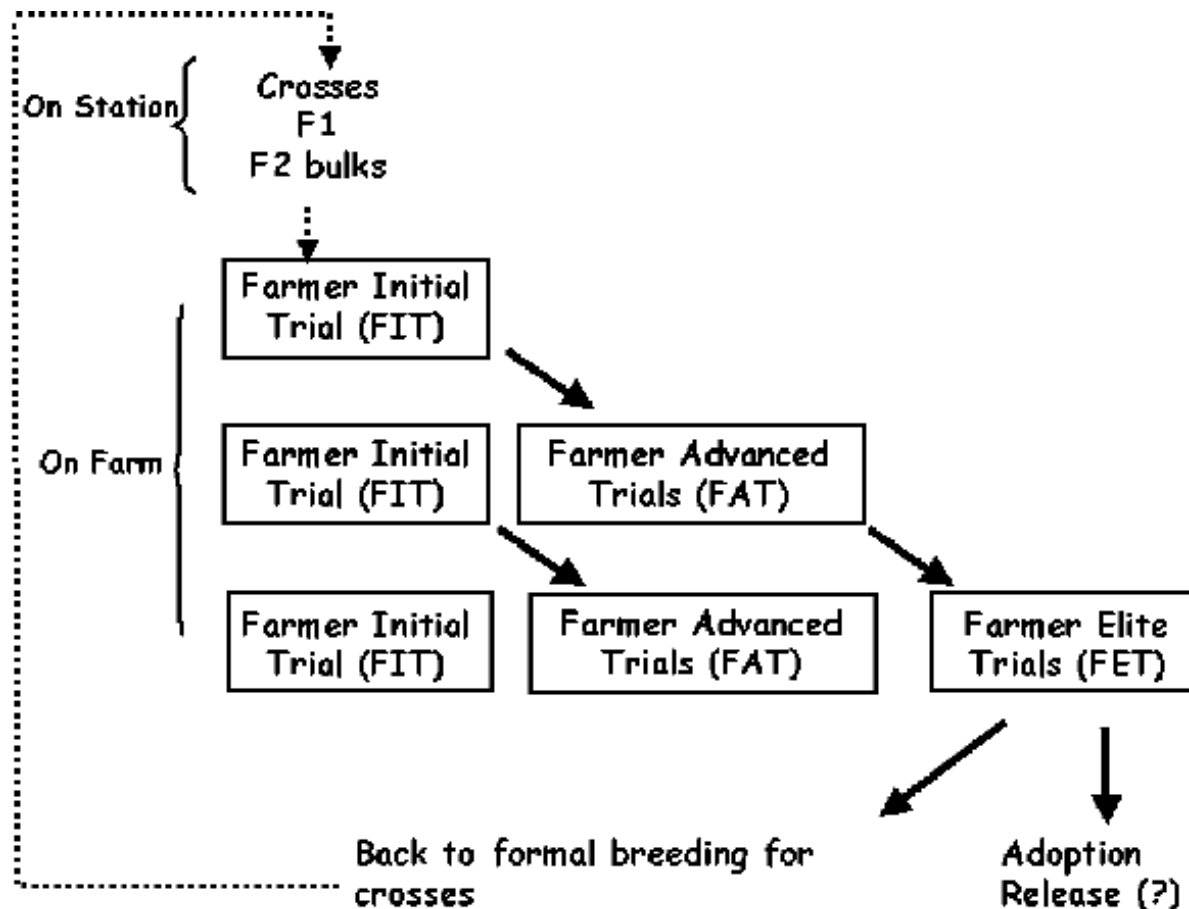 On Station
Crosses
F1
F2 bulks
Farmer Initial
Trial (FIT)
On Farm
Farmer Initial
Trial (FIT)
Farmer Advanced
Trials (FAT)
Farmer Initial
Trial (FIT)
Farmer Advanced
Trials (FAT)
Farmer Elite
Trials (FET)
Back to formal breeding for
crosses
Adoption
Release (?)